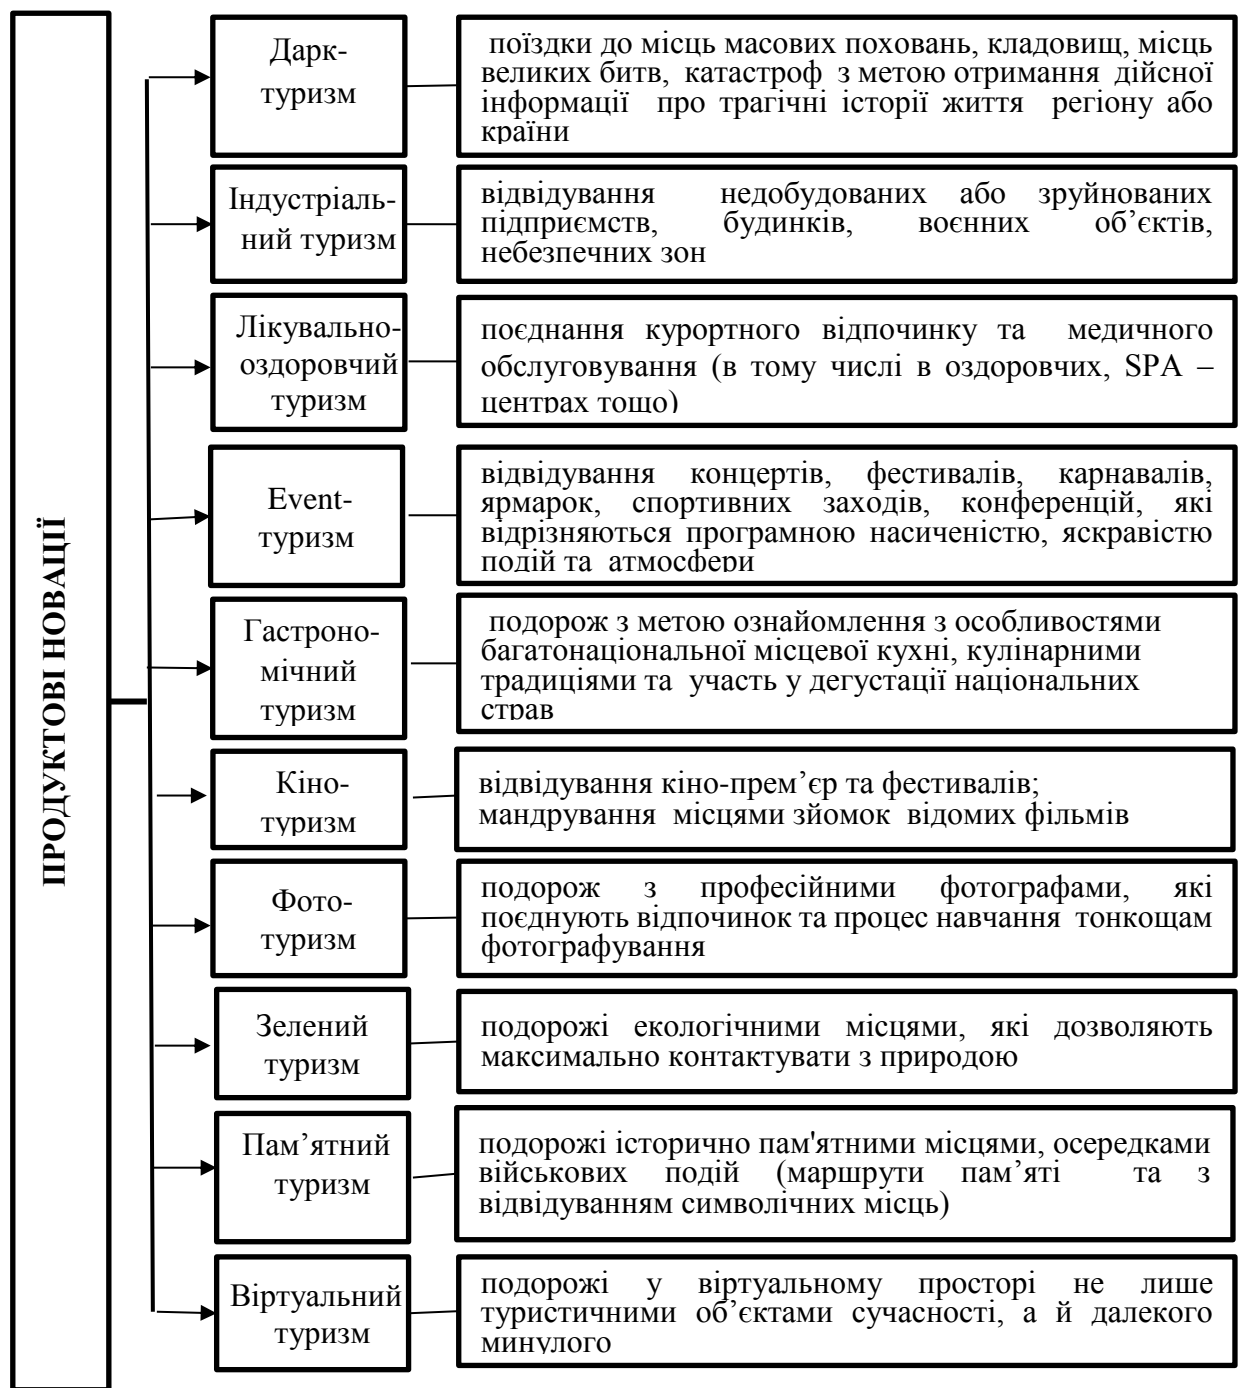 ПРОДУКТОВІ НОВАЦІЇ
Дарк-
туризм
поїздки до місць масових поховань, кладовищ, місць
великих битв, катастроф з метою отримання дійсної
інформації про трагічні історії життя регіону або
країни
Індустріаль-
ний туризм
відвідування недобудованих або зруйнованих
підприємств, будинків, воєнних об’єктів,
небезпечних зон
Лікувально-
оздоровчий
туризм
поєднання курортного відпочинку та медичного
обслуговування (в тому числі в оздоровчих, SPA –
центрах тощо)
Event-
туризм
відвідування концертів, фестивалів, карнавалів,
ярмарок, спортивних заходів, конференцій, які
відрізняються програмною насиченістю, яскравістю
подій та атмосфери
Гастроно-
мічний
туризм
подорож з метою ознайомлення з особливостями
багатонаціональної місцевої кухні, кулінарними
традиціями та участь у дегустації національних
страв
Кіно-
туризм
відвідування кіно-прем’єр та фестивалів;
мандрування місцями зйомок відомих фільмів
Фото-
туризм
подорож з професійними фотографами, які
поєднують відпочинок та процес навчання тонкощам
фотографування
Зелений
туризм
подорожі екологічними місцями, які дозволяють
максимально контактувати з природою
Пам’ятний
туризм
подорожі історично пам'ятними місцями, осередками
військових подій (маршрути пам’яті та з
відвідуванням символічних місць)
Віртуальний
туризм
подорожі у віртуальному просторі не лише
туристичними об’єктами сучасності, а й далекого
минулого